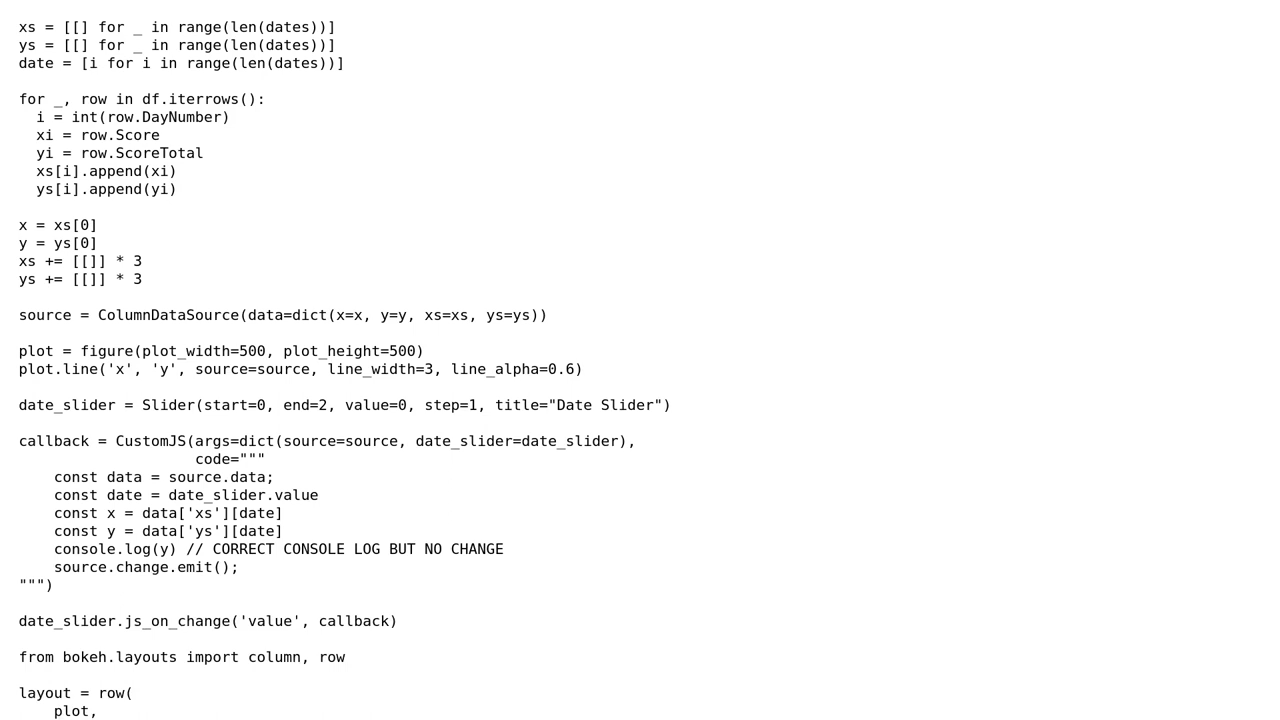 xs = [[] for _ in range(len(dates))]
ys = [[] for _ in range(len(dates))]
date = [i for i in range(len(dates))]

for _, row in df.iterrows():
  i = int(row.DayNumber)
  xi = row.Score
  yi = row.ScoreTotal
  xs[i].append(xi)
  ys[i].append(yi)

x = xs[0]
y = ys[0]
xs += [[]] * 3
ys += [[]] * 3

source = ColumnDataSource(data=dict(x=x, y=y, xs=xs, ys=ys))

plot = figure(plot_width=500, plot_height=500)
plot.line('x', 'y', source=source, line_width=3, line_alpha=0.6)

date_slider = Slider(start=0, end=2, value=0, step=1, title="Date Slider")

callback = CustomJS(args=dict(source=source, date_slider=date_slider),
                    code="""
    const data = source.data;
    const date = date_slider.value
    const x = data['xs'][date]
    const y = data['ys'][date]
    console.log(y) // CORRECT CONSOLE LOG BUT NO CHANGE
    source.change.emit();
""")

date_slider.js_on_change('value', callback)

from bokeh.layouts import column, row

layout = row(
    plot,